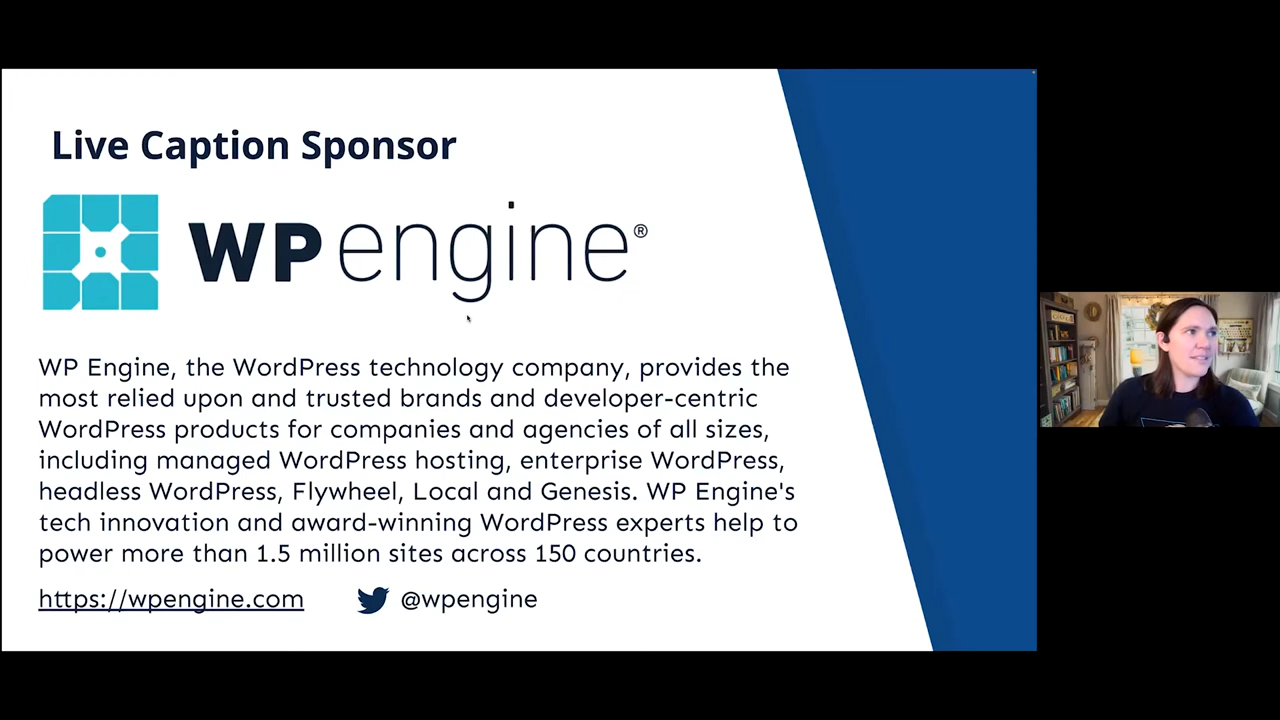 Live Caption Sponsor
WP engine®
WP Engine, the WordPress technology company, provides the
most relied upon and trusted brands and developer-centric
WordPress products for companies and agencies of all sizes,
including managed WordPress hosting, enterprise WordPress,
headless WordPress, Flywheel, Local and Genesis. WP Engine's
tech innovation and award-winning WordPress experts help to
power more than 1.5 million sites across 150 countries.
https://wpengine.com @wpengine